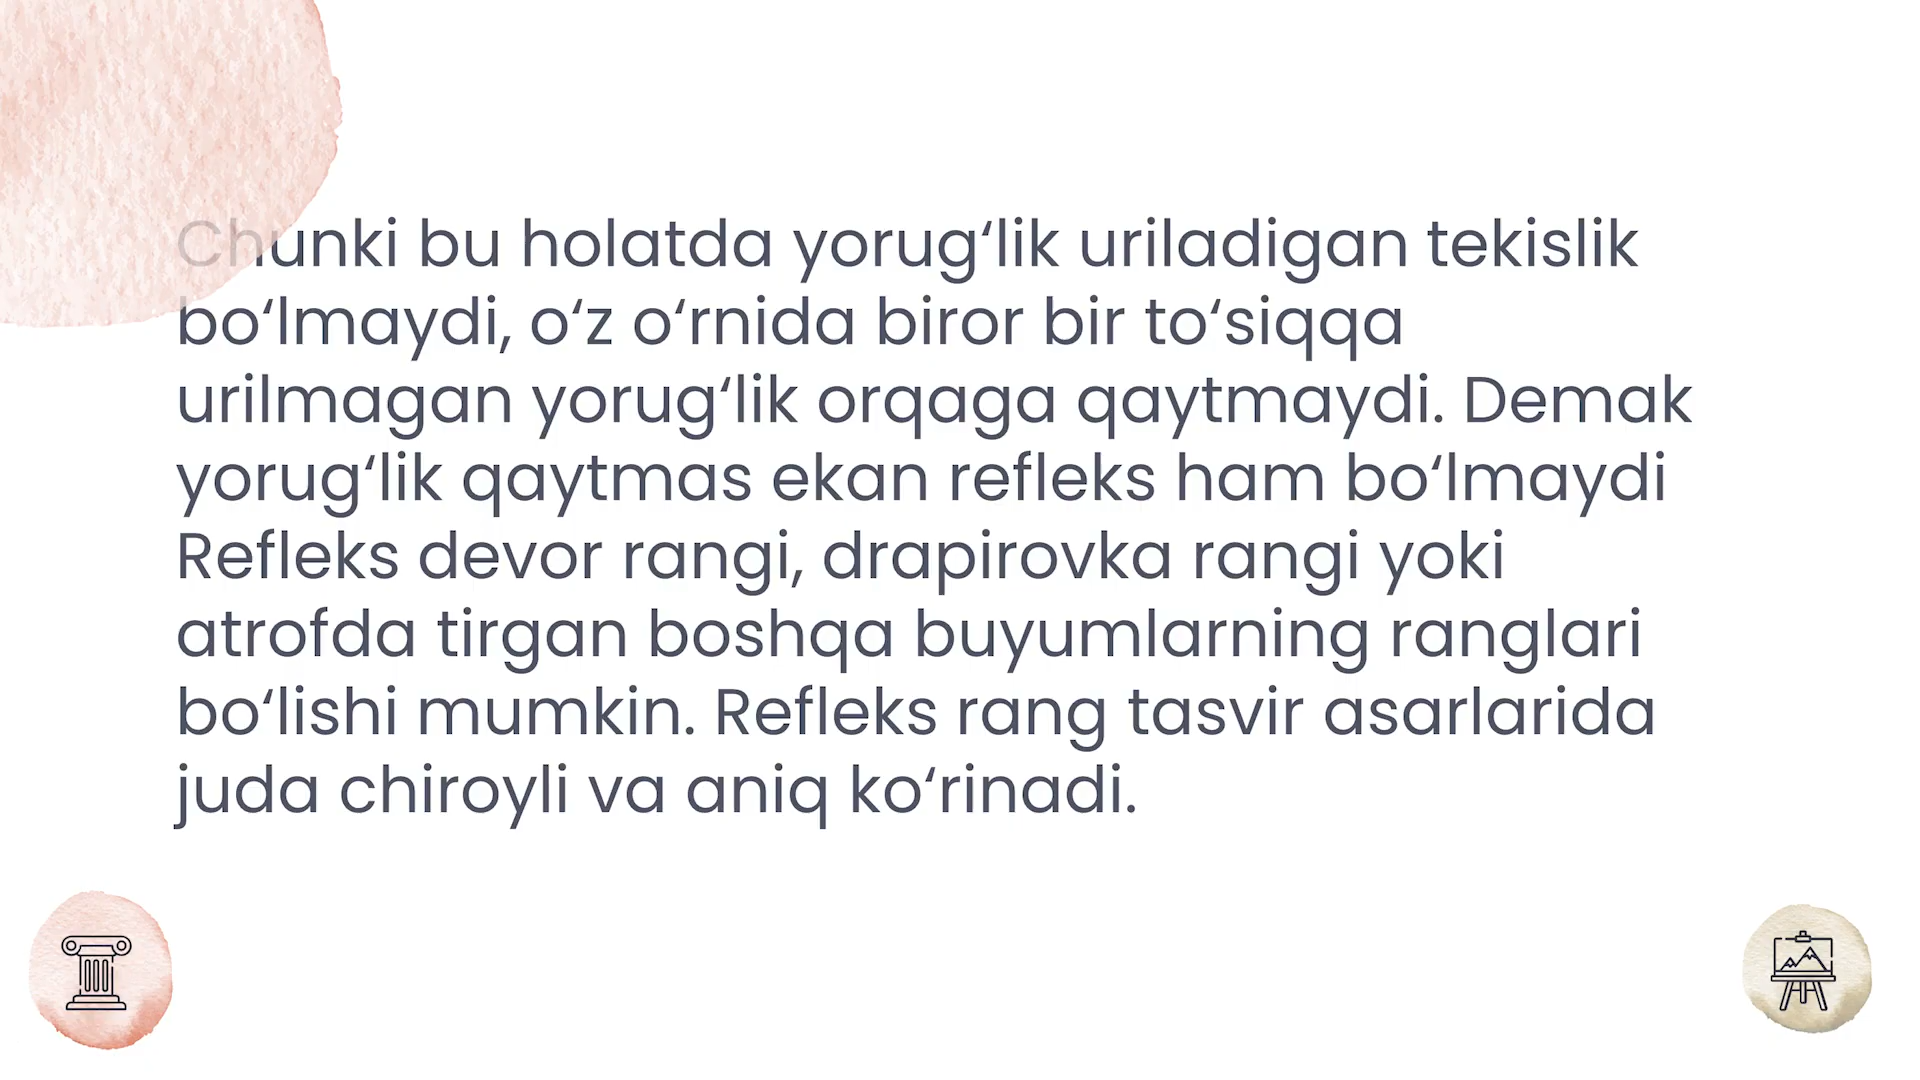 Chunki bu holatda yorug‘lik uriladigan tekislik
bo‘lmaydi, o‘z o‘rnida biror bir to‘siqqa
urilmagan yorug‘lik orqaga qaytmaydi. Demak
yorug‘lik qaytmas ekan refleks ham bo‘lmaydi
Refleks devor rangi, drapirovka rangi yoki
atrofda tirgan boshqa buyumlarning ranglari
bo‘lishi mumkin. Refleks rang tasvir asarlarida
juda chiroyli va aniq ko‘rinadi.